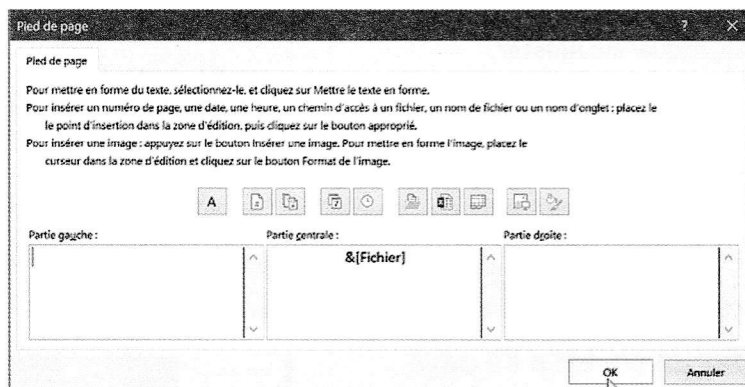 Pied de page
Pied de page
Pour mettre en forme du texte, sélectionnez-le, et cliquez sur Mettre le texte en forme.
Pour insérer un numéro de page, une date, une heure, un chemin d'accès à un fichier, un nom de fichier ou un nom d'onglet : placez le
le point d'insertion dans la zone d'édition, puis cliquez sur le bouton approprié.
Pour insérer une image : appuyez sur le bouton Insérer une image. Pour mettre en forme l'image, placez le
curseur dans la zone d'édition et cliquez sur le bouton Format de l'image.
A
Partie gauche : Partie centrale : Partie droite :
&[Fichier]
OK Annuler